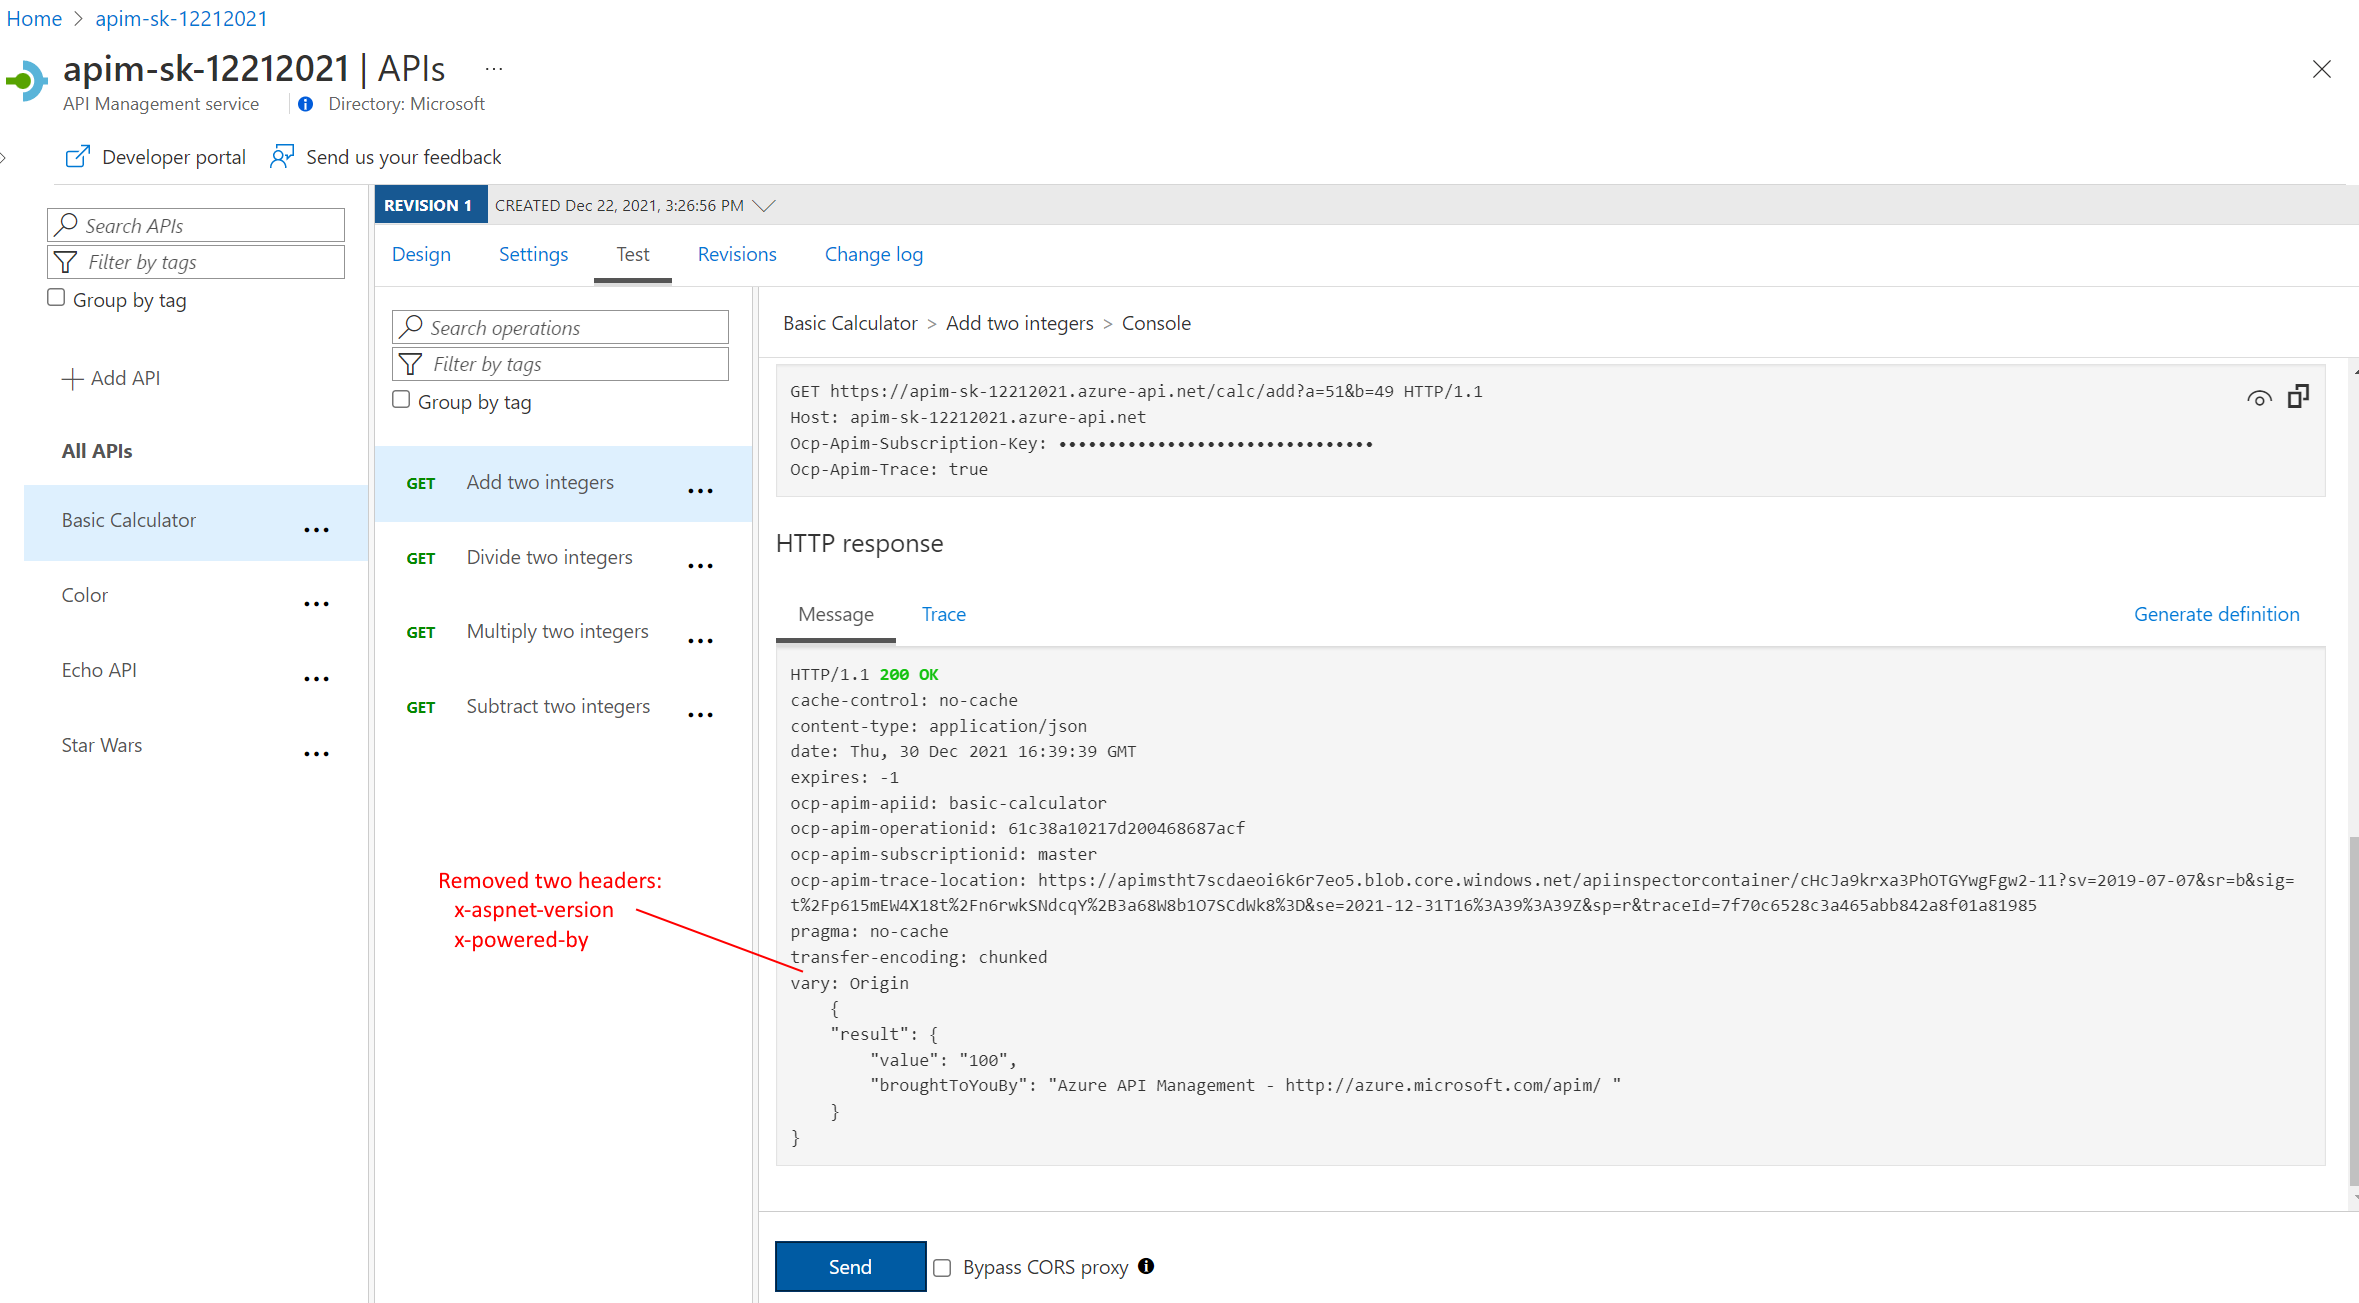 Home > apim-sk-12212021
apim-sk-12212021 | APIs ...
API Management service
Directory: Microsoft
Developer portal
Send us your feedback
Search APIs
Filter by tags
Group by tag
+ Add API
All APIs
Basic Calculator ...
Color ...
Echo API ...
Star Wars ...
REVISION 1 CREATED Dec 22, 2021, 3:26:56 PM
Design Settings Test Revisions Change log
Search operations
Filter by tags
Group by tag
GET Add two integers ...
GET Divide two integers ...
GET Multiply two integers ...
GET Subtract two integers ...
Removed two headers:
x-aspnet-version
x-powered-by
Basic Calculator > Add two integers > Console
GET https://apim-sk-12212021.azure-api.net/calc/add?a=51&b=49 HTTP/1.1
Host: apim-sk-12212021.azure-api.net
Ocp-Apim-Subscription-Key: ••••••••••••••••••••••••••••••••
Ocp-Apim-Trace: true
HTTP response
Message Trace Generate definition
HTTP/1.1 200 OK
cache-control: no-cache
content-type: application/json
date: Thu, 30 Dec 2021 16:39:39 GMT
expires: -1
ocp-apim-apiid: basic-calculator
ocp-apim-operationid: 61c38a10217d200468687acf
ocp-apim-subscriptionid: master
ocp-apim-trace-location: https://apimstht7scdaeoi6k6r7eo5.blob.core.windows.net/apiinspectorcontainer/cHcJa9krxa3PhOTGYwgFgw2-11?sv=2019-07-07&sr=b&sig=
t%2Fp615mEW4X18t%2Fn6rwkSNdcqY%2B3a68W8b1O7SCdWk8%3D&se=2021-12-31T16%3A39%3A39Z&sp=r&traceId=7f70c6528c3a465abb842a8f01a81985
pragma: no-cache
transfer-encoding: chunked
vary: Origin
{
"result": {
"value": "100",
"broughtToYouBy": "Azure API Management - http://azure.microsoft.com/apim/ "
}
}
Send
Bypass CORS proxy